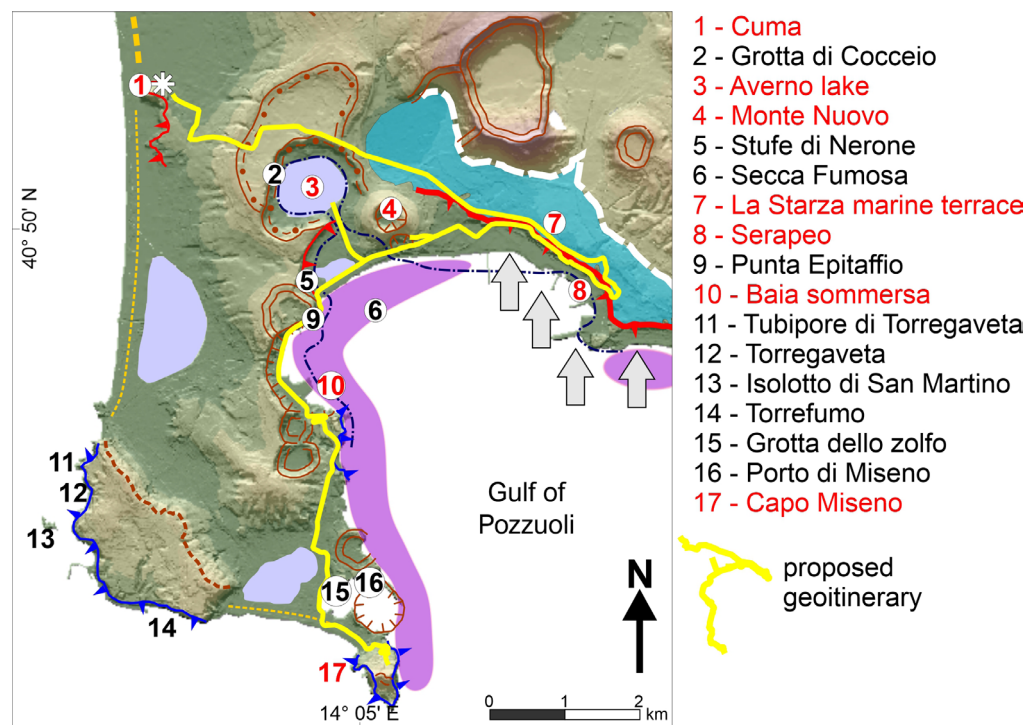 1
2
3
4
5
6
7
8
9
10
11
12
13
14
15
16
17
40° 50' N
14° 05' E
Gulf of
Pozzuoli
N
0 1 2
km
1 - Cuma
2 - Grotta di Cocceio
3 - Averno lake
4 - Monte Nuovo
5 - Stufe di Nerone
6 - Secca Fumosa
7 - La Starza marine terrace
8 - Serapeo
9 - Punta Epitaffio
10 - Baia sommersa
11 - Tubipore di Torregaveta
12 - Torregaveta
13 - Isolotto di San Martino
14 - Torrefumo
15 - Grotta dello zolfo
16 - Porto di Miseno
17 - Capo Miseno
proposed
geoitinerary